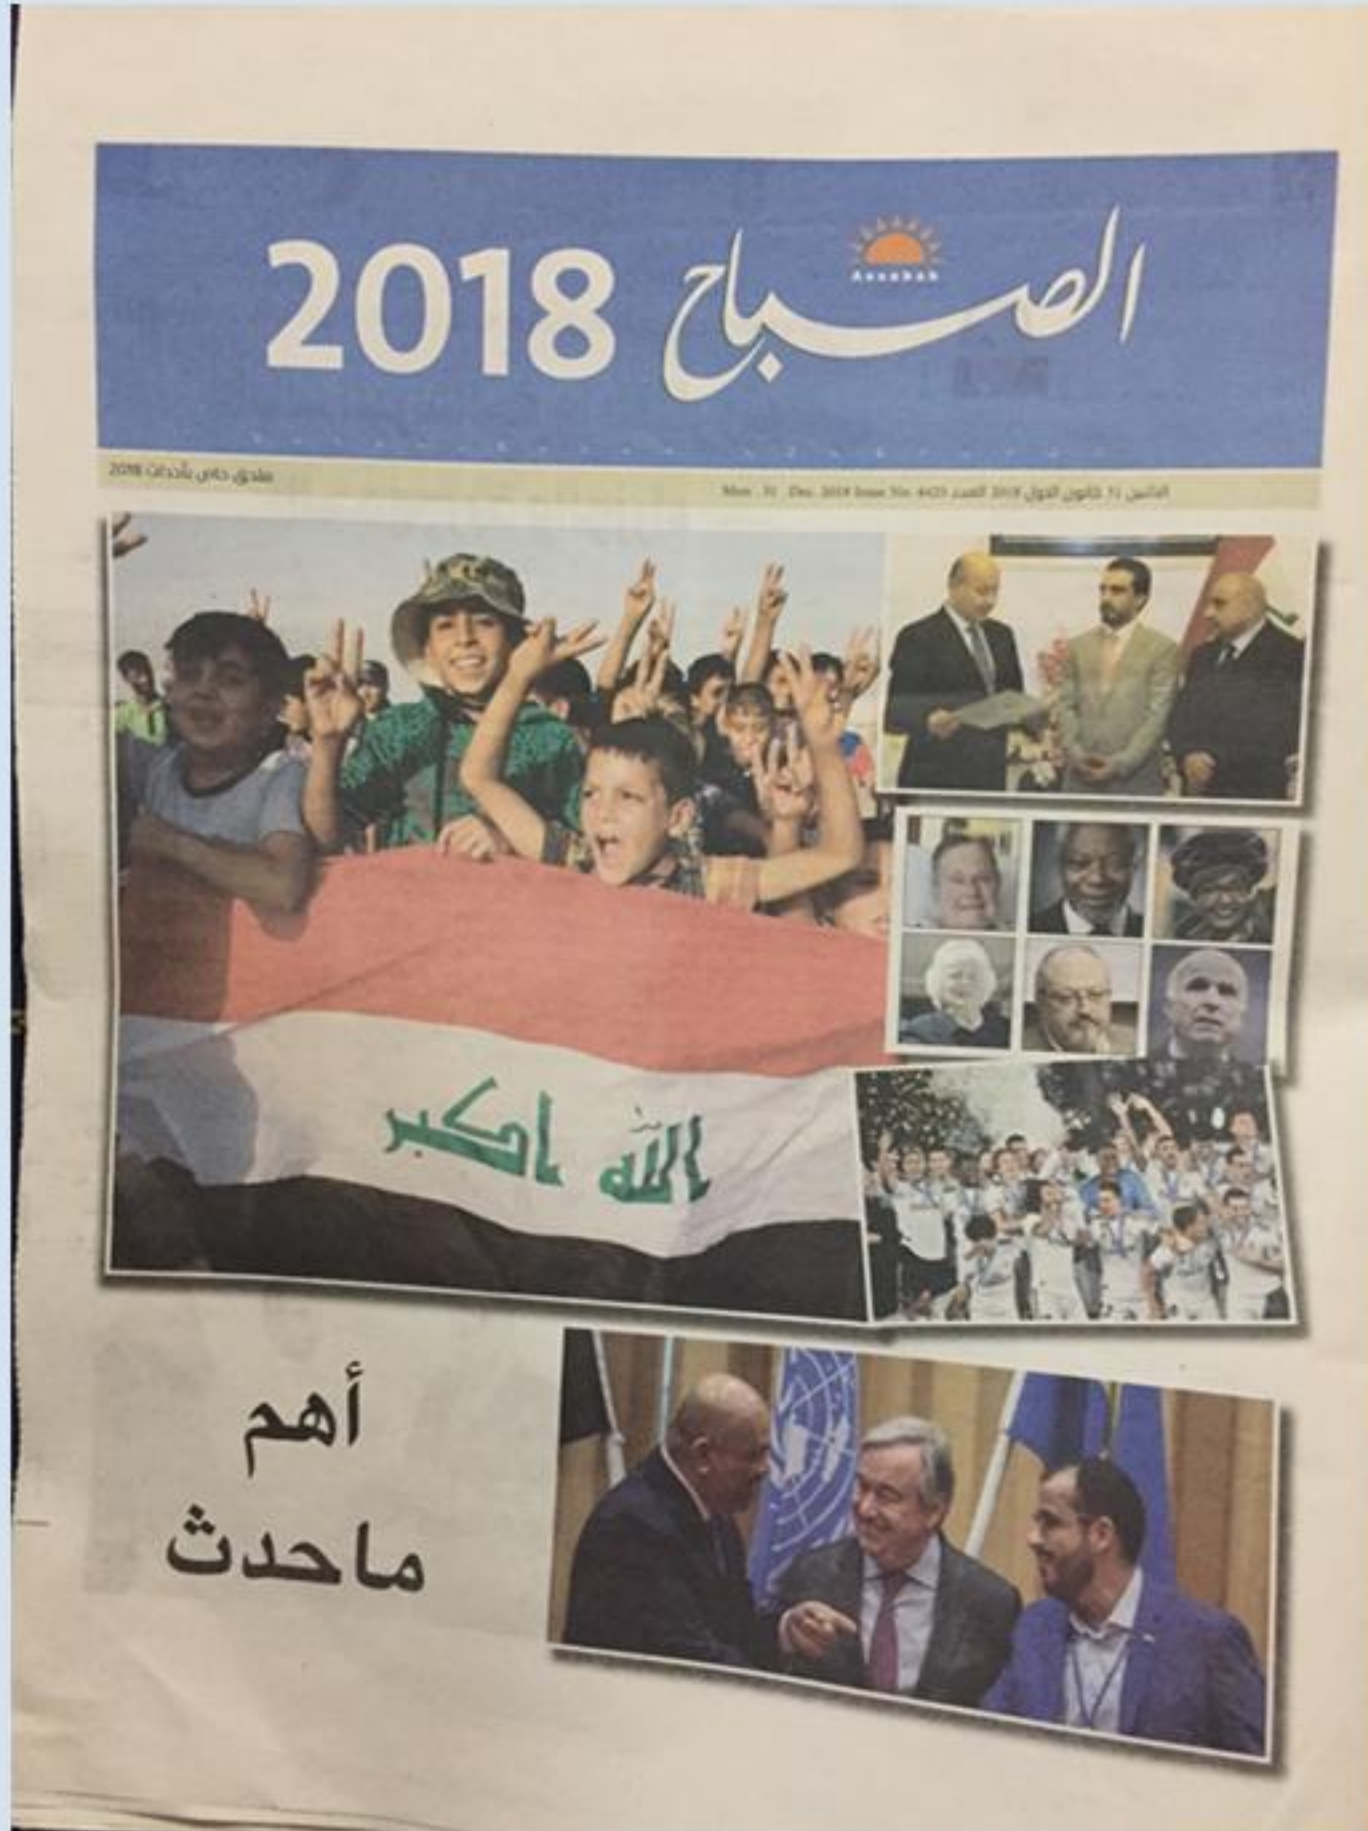 الصباح 2018
Assabah
ملحق خاص بأحداث 2018
الاثنين 31 كانون الاول 2018 العدد 4425 Mon . 31 . Dec. 2018 Issue No. 4425
الله اكبر
أهم
ماحدث